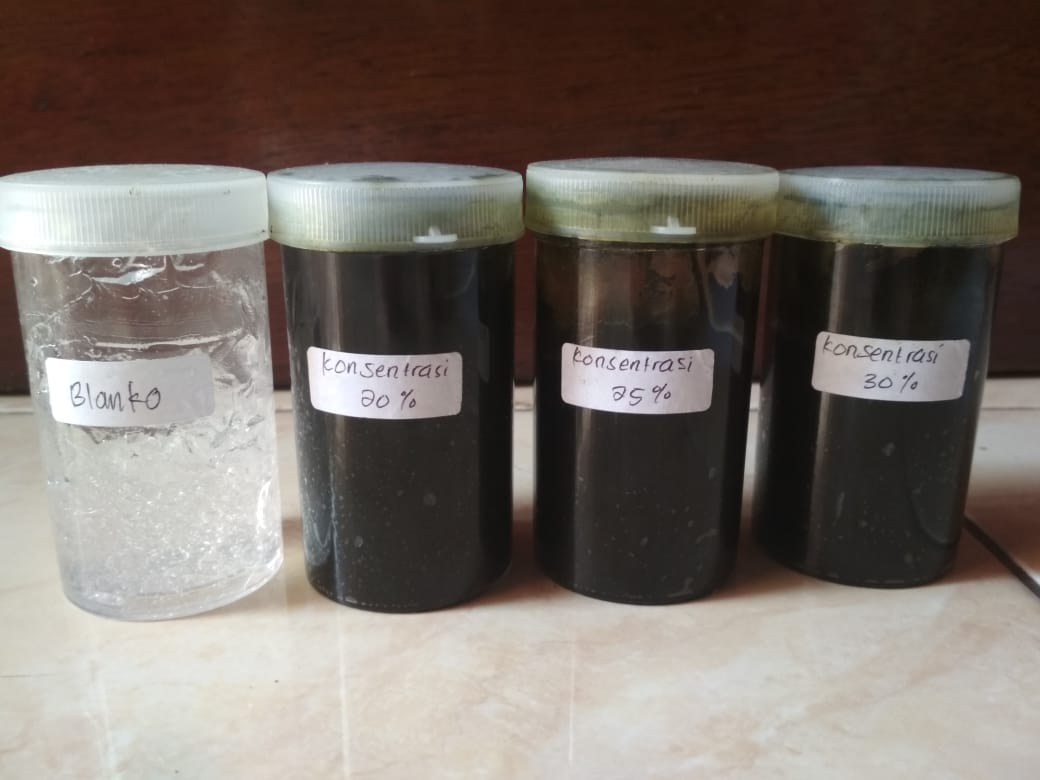 Blanko
Konsentrasi
20 %
Konsentrasi
25 %
Konsentrasi
30 %